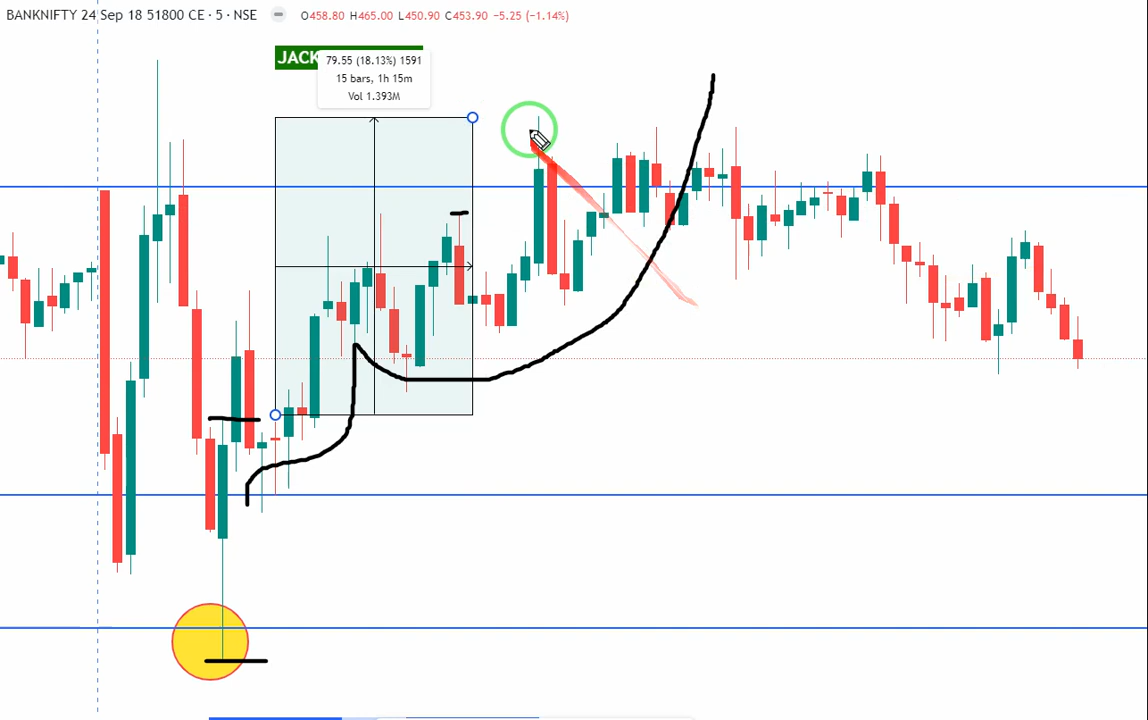 BANKNIFTY 24 Sep 18 51800 CE · 5 · NSE O458.80 H465.00 L450.90 C453.90 −5.25 (−1.14%)
JACK
79.55 (18.13%) 1591
15 bars, 1h 15m
Vol 1.393M